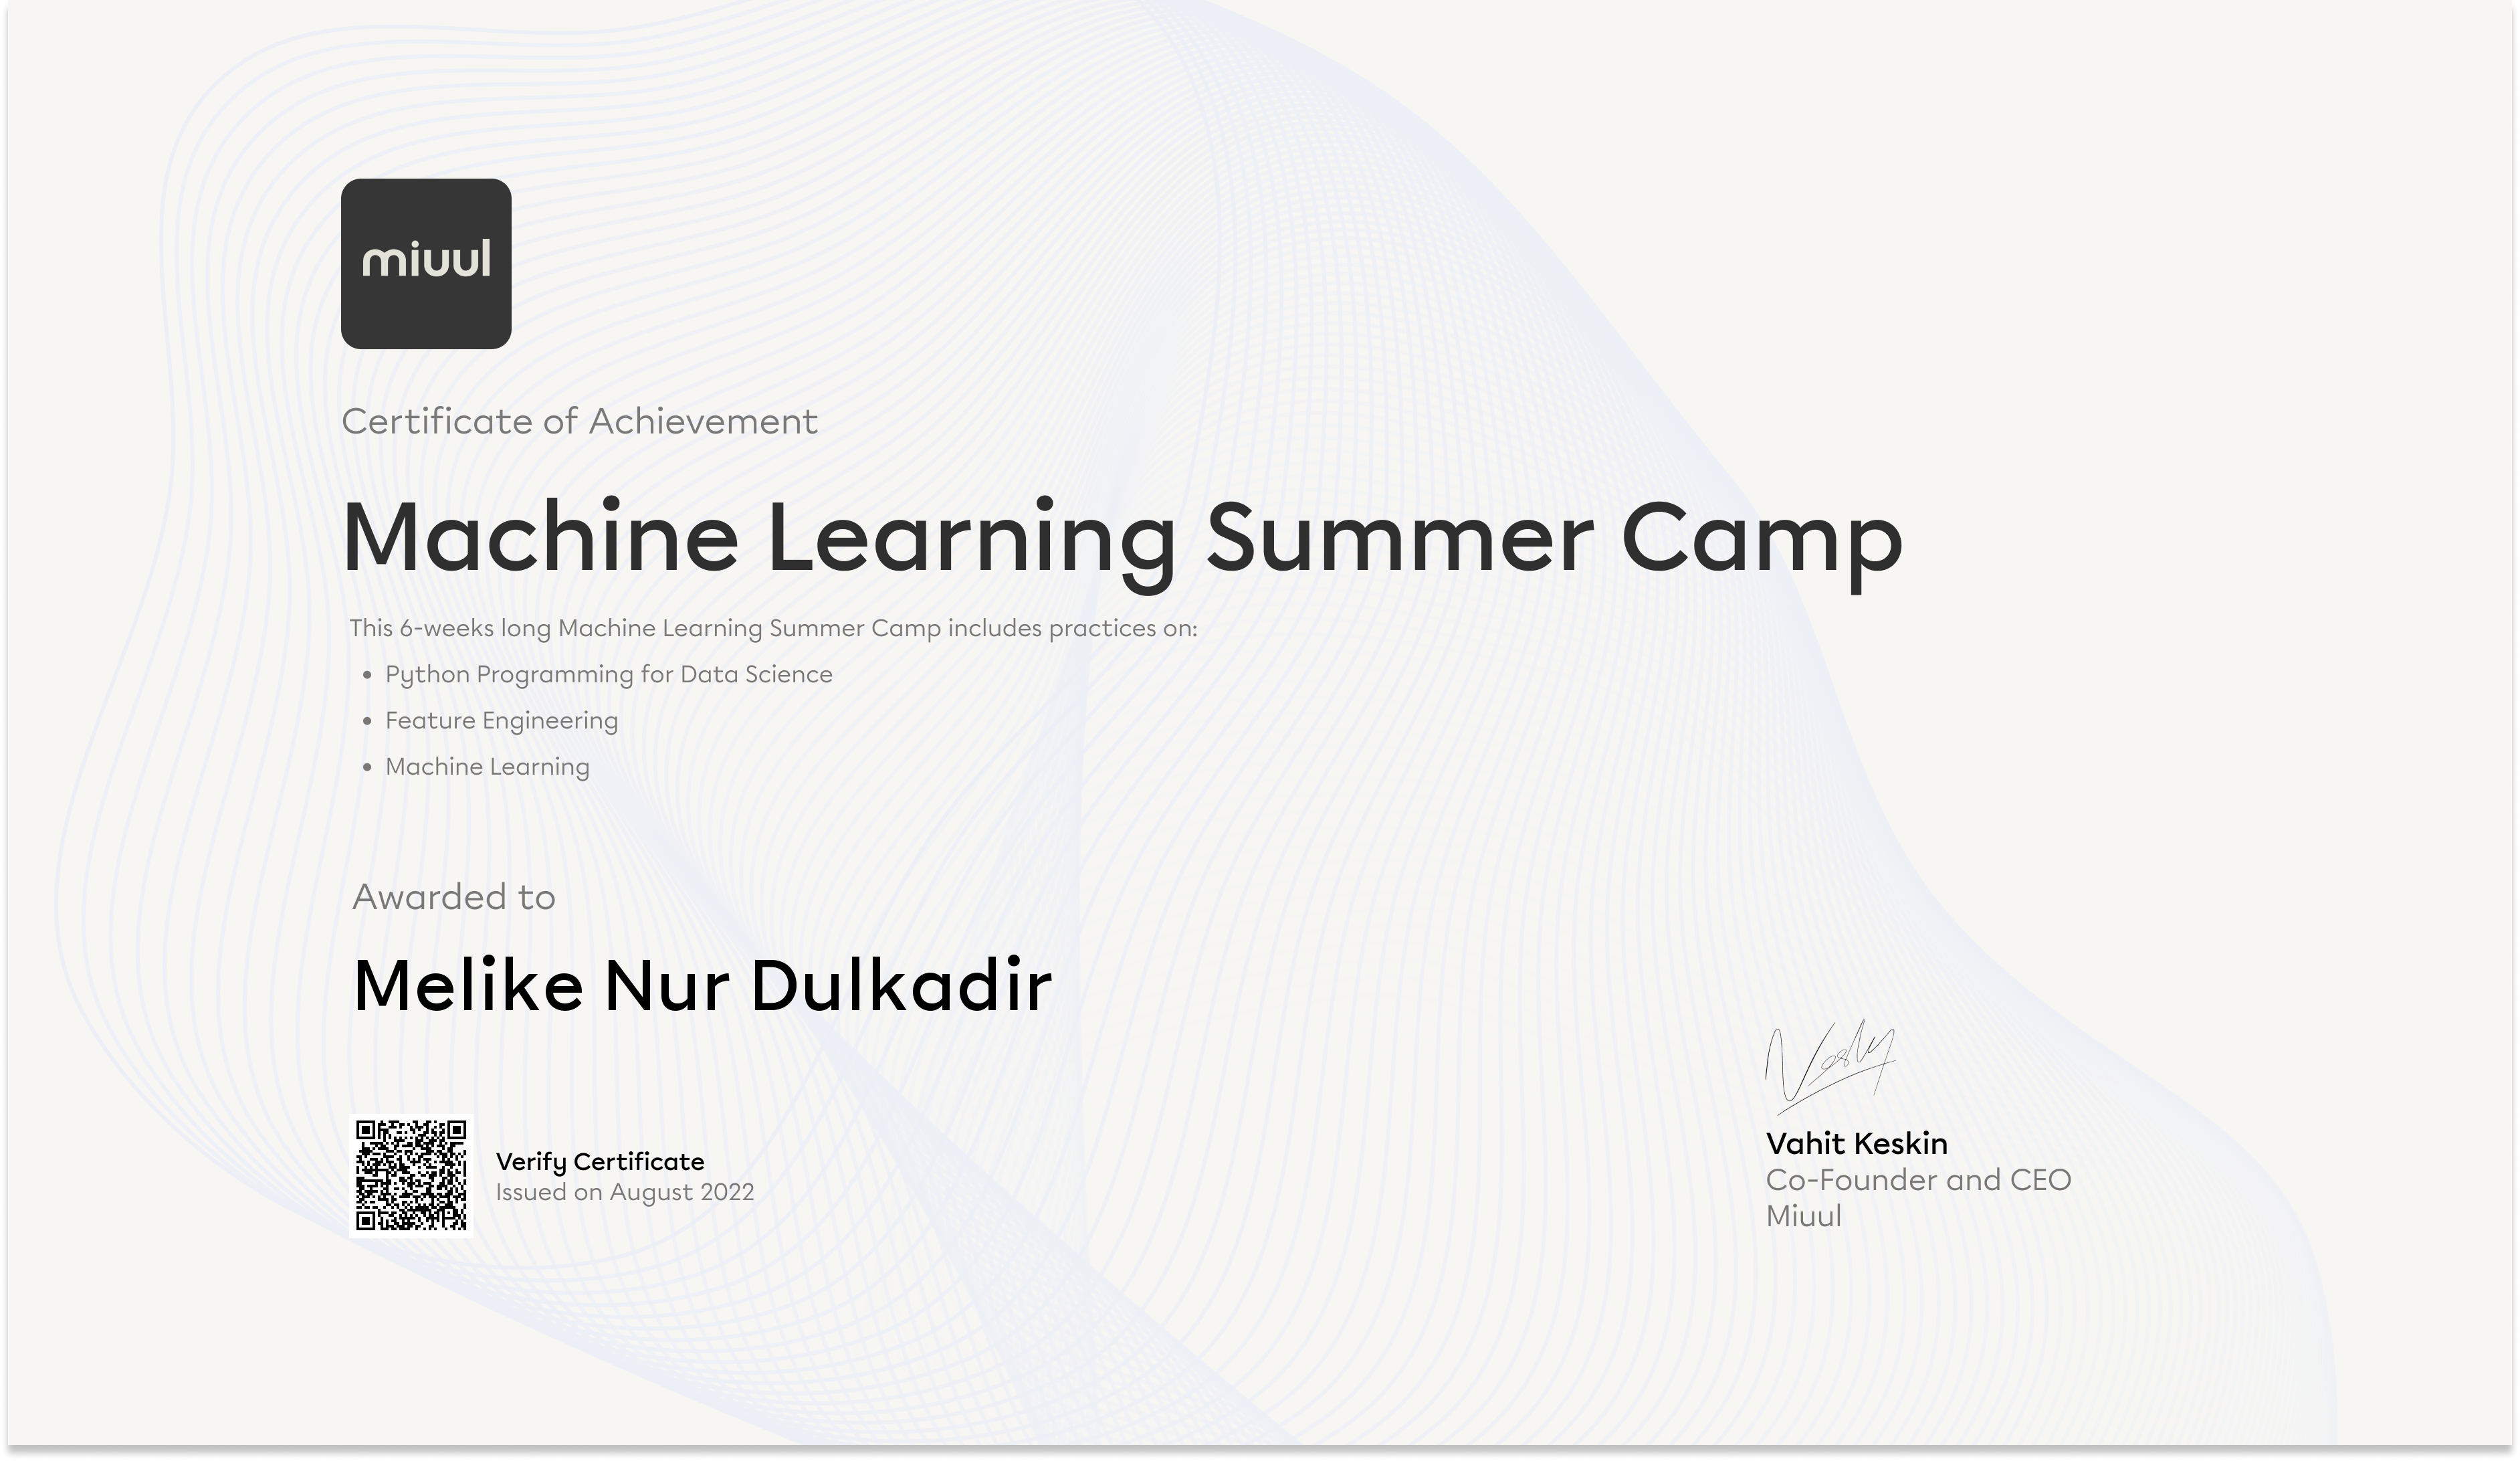 miuul
Certificate of Achievement
Machine Learning Summer Camp
This 6-weeks long Machine Learning Summer Camp includes practices on:
• Python Programming for Data Science
• Feature Engineering
• Machine Learning
Awarded to
Melike Nur Dulkadir
Verify Certificate
Issued on August 2022
Vahit Keskin
Co-Founder and CEO
Miuul